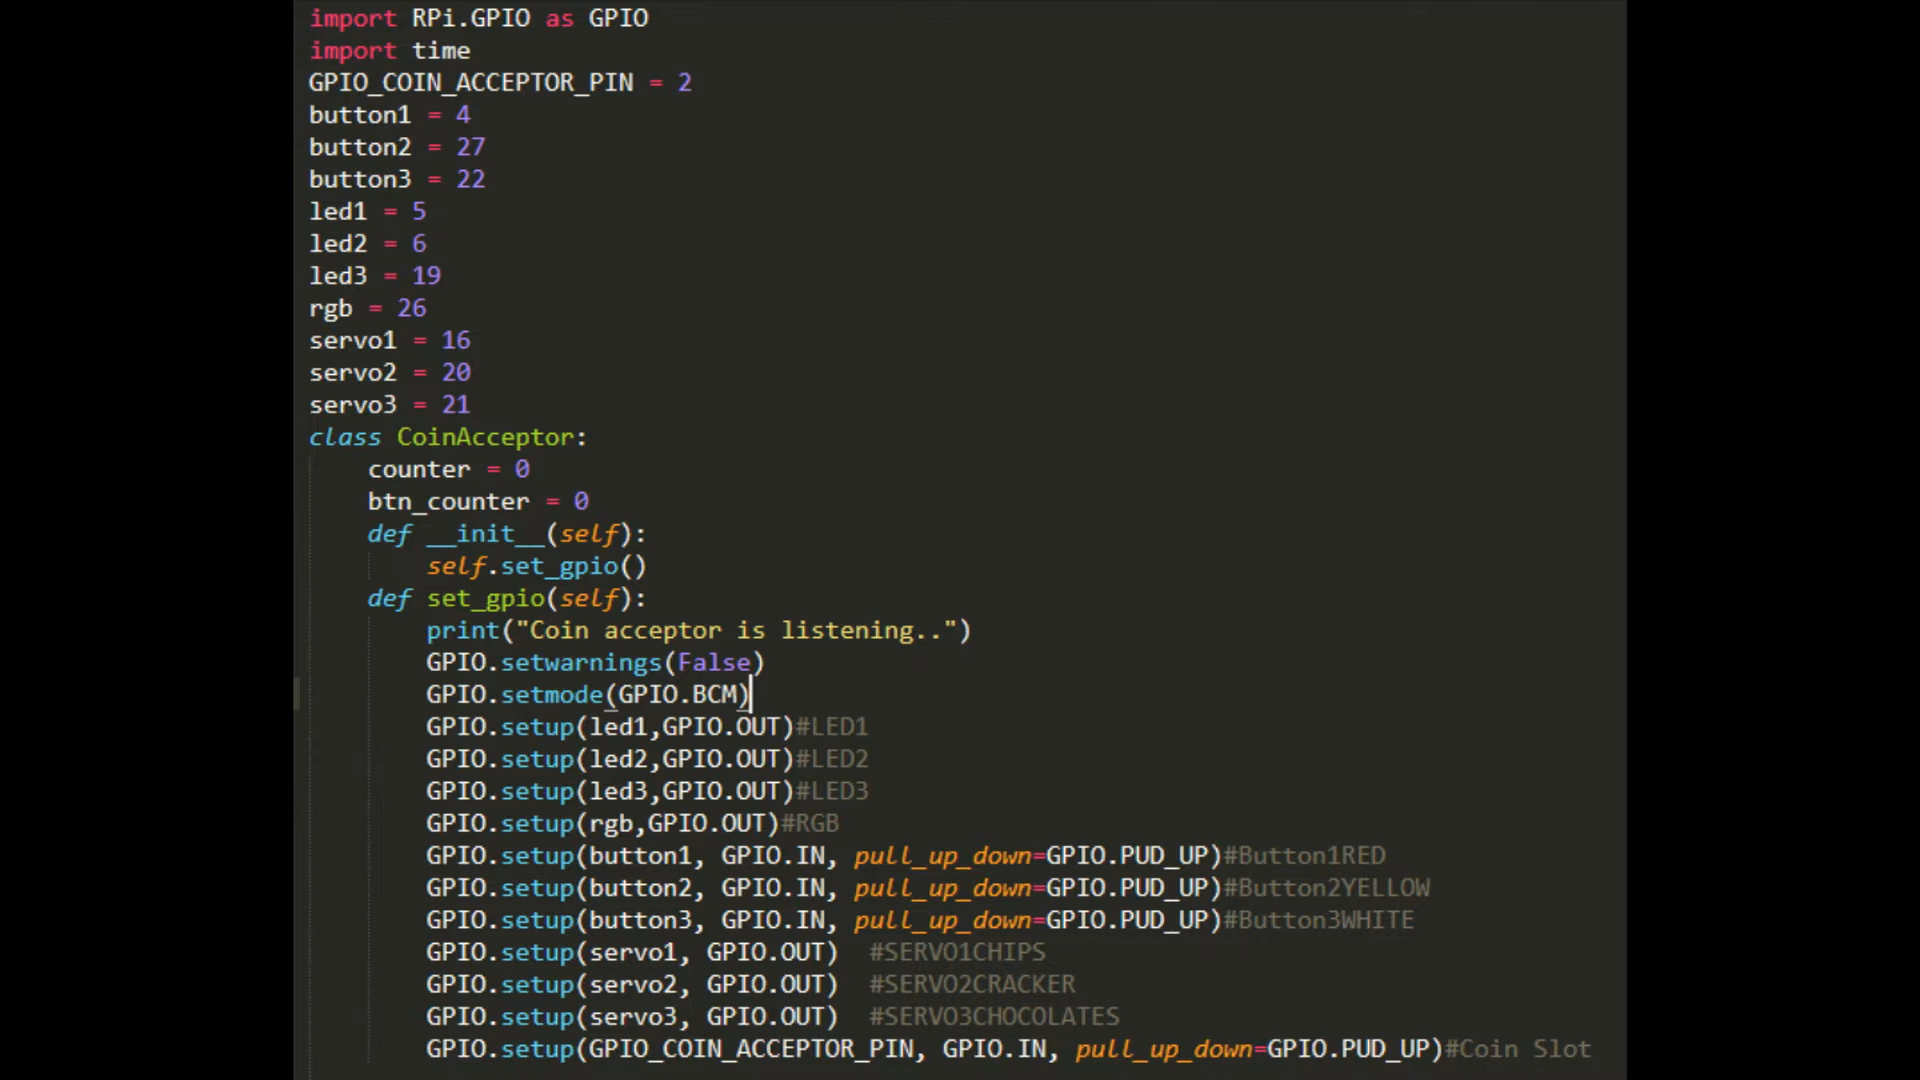 import RPi.GPIO as GPIO
import time
GPIO_COIN_ACCEPTOR_PIN = 2
button1 = 4
button2 = 27
button3 = 22
led1 = 5
led2 = 6
led3 = 19
rgb = 26
servo1 = 16
servo2 = 20
servo3 = 21
class CoinAcceptor:
    counter = 0
    btn_counter = 0
    def __init__(self):
        self.set_gpio()
    def set_gpio(self):
        print("Coin acceptor is listening..")
        GPIO.setwarnings(False)
        GPIO.setmode(GPIO.BCM)
        GPIO.setup(led1,GPIO.OUT)#LED1
        GPIO.setup(led2,GPIO.OUT)#LED2
        GPIO.setup(led3,GPIO.OUT)#LED3
        GPIO.setup(rgb,GPIO.OUT)#RGB
        GPIO.setup(button1, GPIO.IN, pull_up_down=GPIO.PUD_UP)#Button1RED
        GPIO.setup(button2, GPIO.IN, pull_up_down=GPIO.PUD_UP)#Button2YELLOW
        GPIO.setup(button3, GPIO.IN, pull_up_down=GPIO.PUD_UP)#Button3WHITE
        GPIO.setup(servo1, GPIO.OUT)  #SERVO1CHIPS
        GPIO.setup(servo2, GPIO.OUT)  #SERVO2CRACKER
        GPIO.setup(servo3, GPIO.OUT)  #SERVO3CHOCOLATES
        GPIO.setup(GPIO_COIN_ACCEPTOR_PIN, GPIO.IN, pull_up_down=GPIO.PUD_UP)#Coin Slot